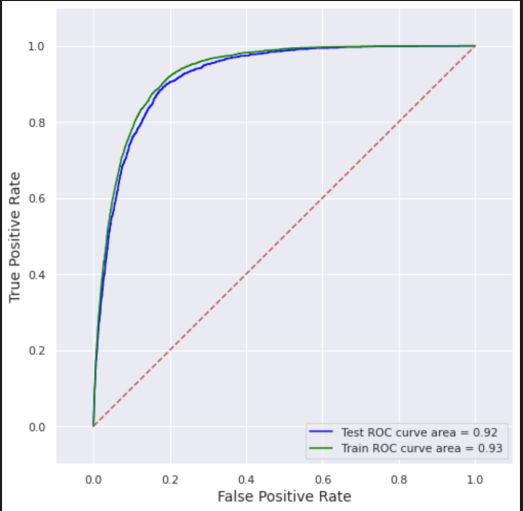 1.0
0.8
0.6
0.4
0.2
0.0
True Positive Rate
Test ROC curve area = 0.92
Train ROC curve area = 0.93
0.0 0.2 0.4 0.6 0.8 1.0
False Positive Rate